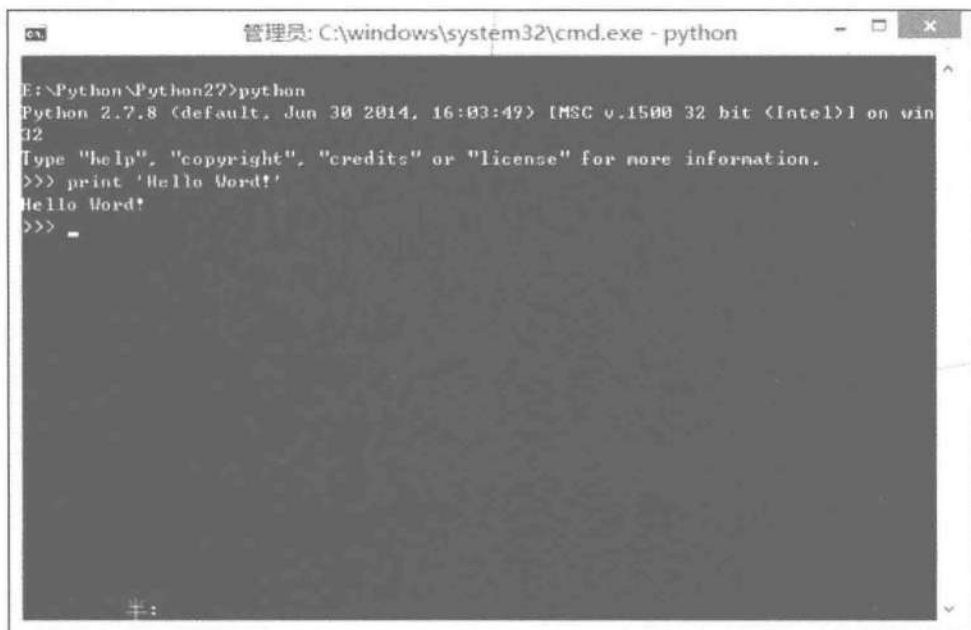 管理员: C:\windows\system32\cmd.exe - python
E:\Python\Python27>python
Python 2.7.8 (default, Jun 30 2014, 16:03:49) [MSC v.1500 32 bit (Intel)] on win
32
Type "help", "copyright", "credits" or "license" for more information.
>>> print 'Hello Word!'
Hello Word!
>>> _
半: